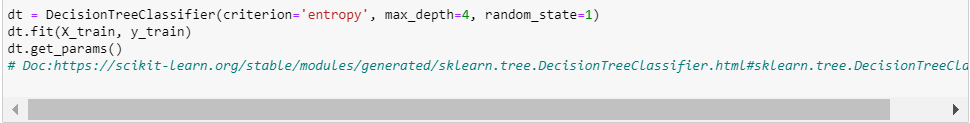 dt = DecisionTreeClassifier(criterion='entropy', max_depth=4, random_state=1)
dt.fit(X_train, y_train)
dt.get_params()
# Doc:https://scikit-learn.org/stable/modules/generated/sklearn.tree.DecisionTreeClassifier.html#sklearn.tree.DecisionTreeCla